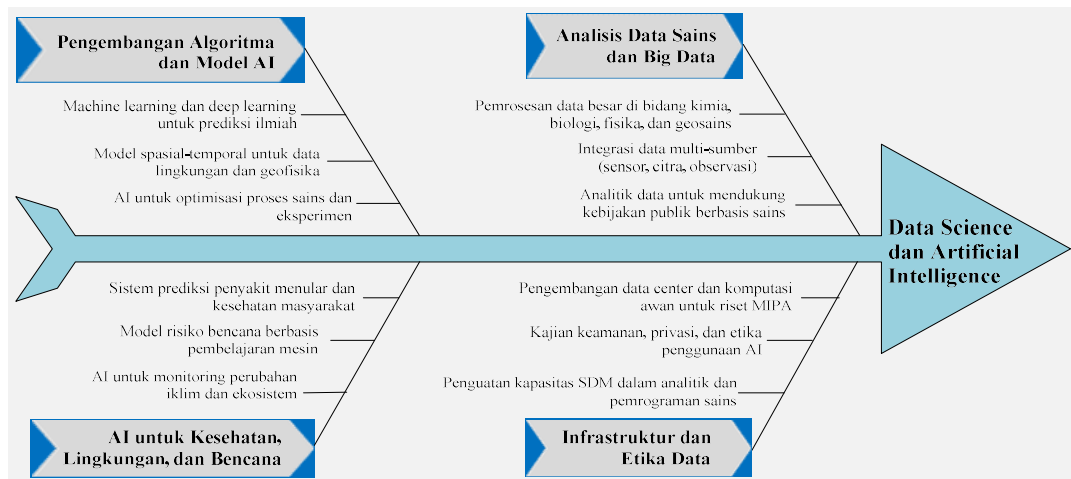 Pengembangan Algoritma
dan Model AI
Machine learning dan deep learning
untuk prediksi ilmiah
Model spasial-temporal untuk data
lingkungan dan geofisika
AI untuk optimisasi proses sains dan
eksperimen
Analisis Data Sains
dan Big Data
Pemrosesan data besar di bidang kimia,
biologi, fisika, dan geosains
Integrasi data multi-sumber
(sensor, citra, observasi)
Analitik data untuk mendukung
kebijakan publik berbasis sains
Data Science
dan Artificial
Intelligence
Sistem prediksi penyakit menular dan
kesehatan masyarakat
Model risiko bencana berbasis
pembelajaran mesin
AI untuk monitoring perubahan
iklim dan ekosistem
AI untuk Kesehatan,
Lingkungan, dan Bencana
Pengembangan data center dan komputasi
awan untuk riset MIPA
Kajian keamanan, privasi, dan etika
penggunaan AI
Penguatan kapasitas SDM dalam analitik dan
pemrograman sains
Infrastruktur dan
Etika Data